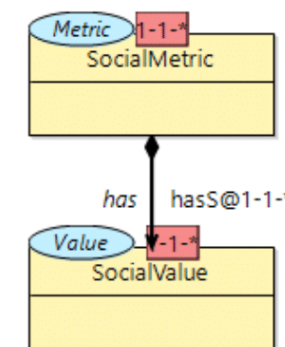 Metric 1-1-*
SocialMetric
has hasS@1-1-*
Value -1-*
SocialValue